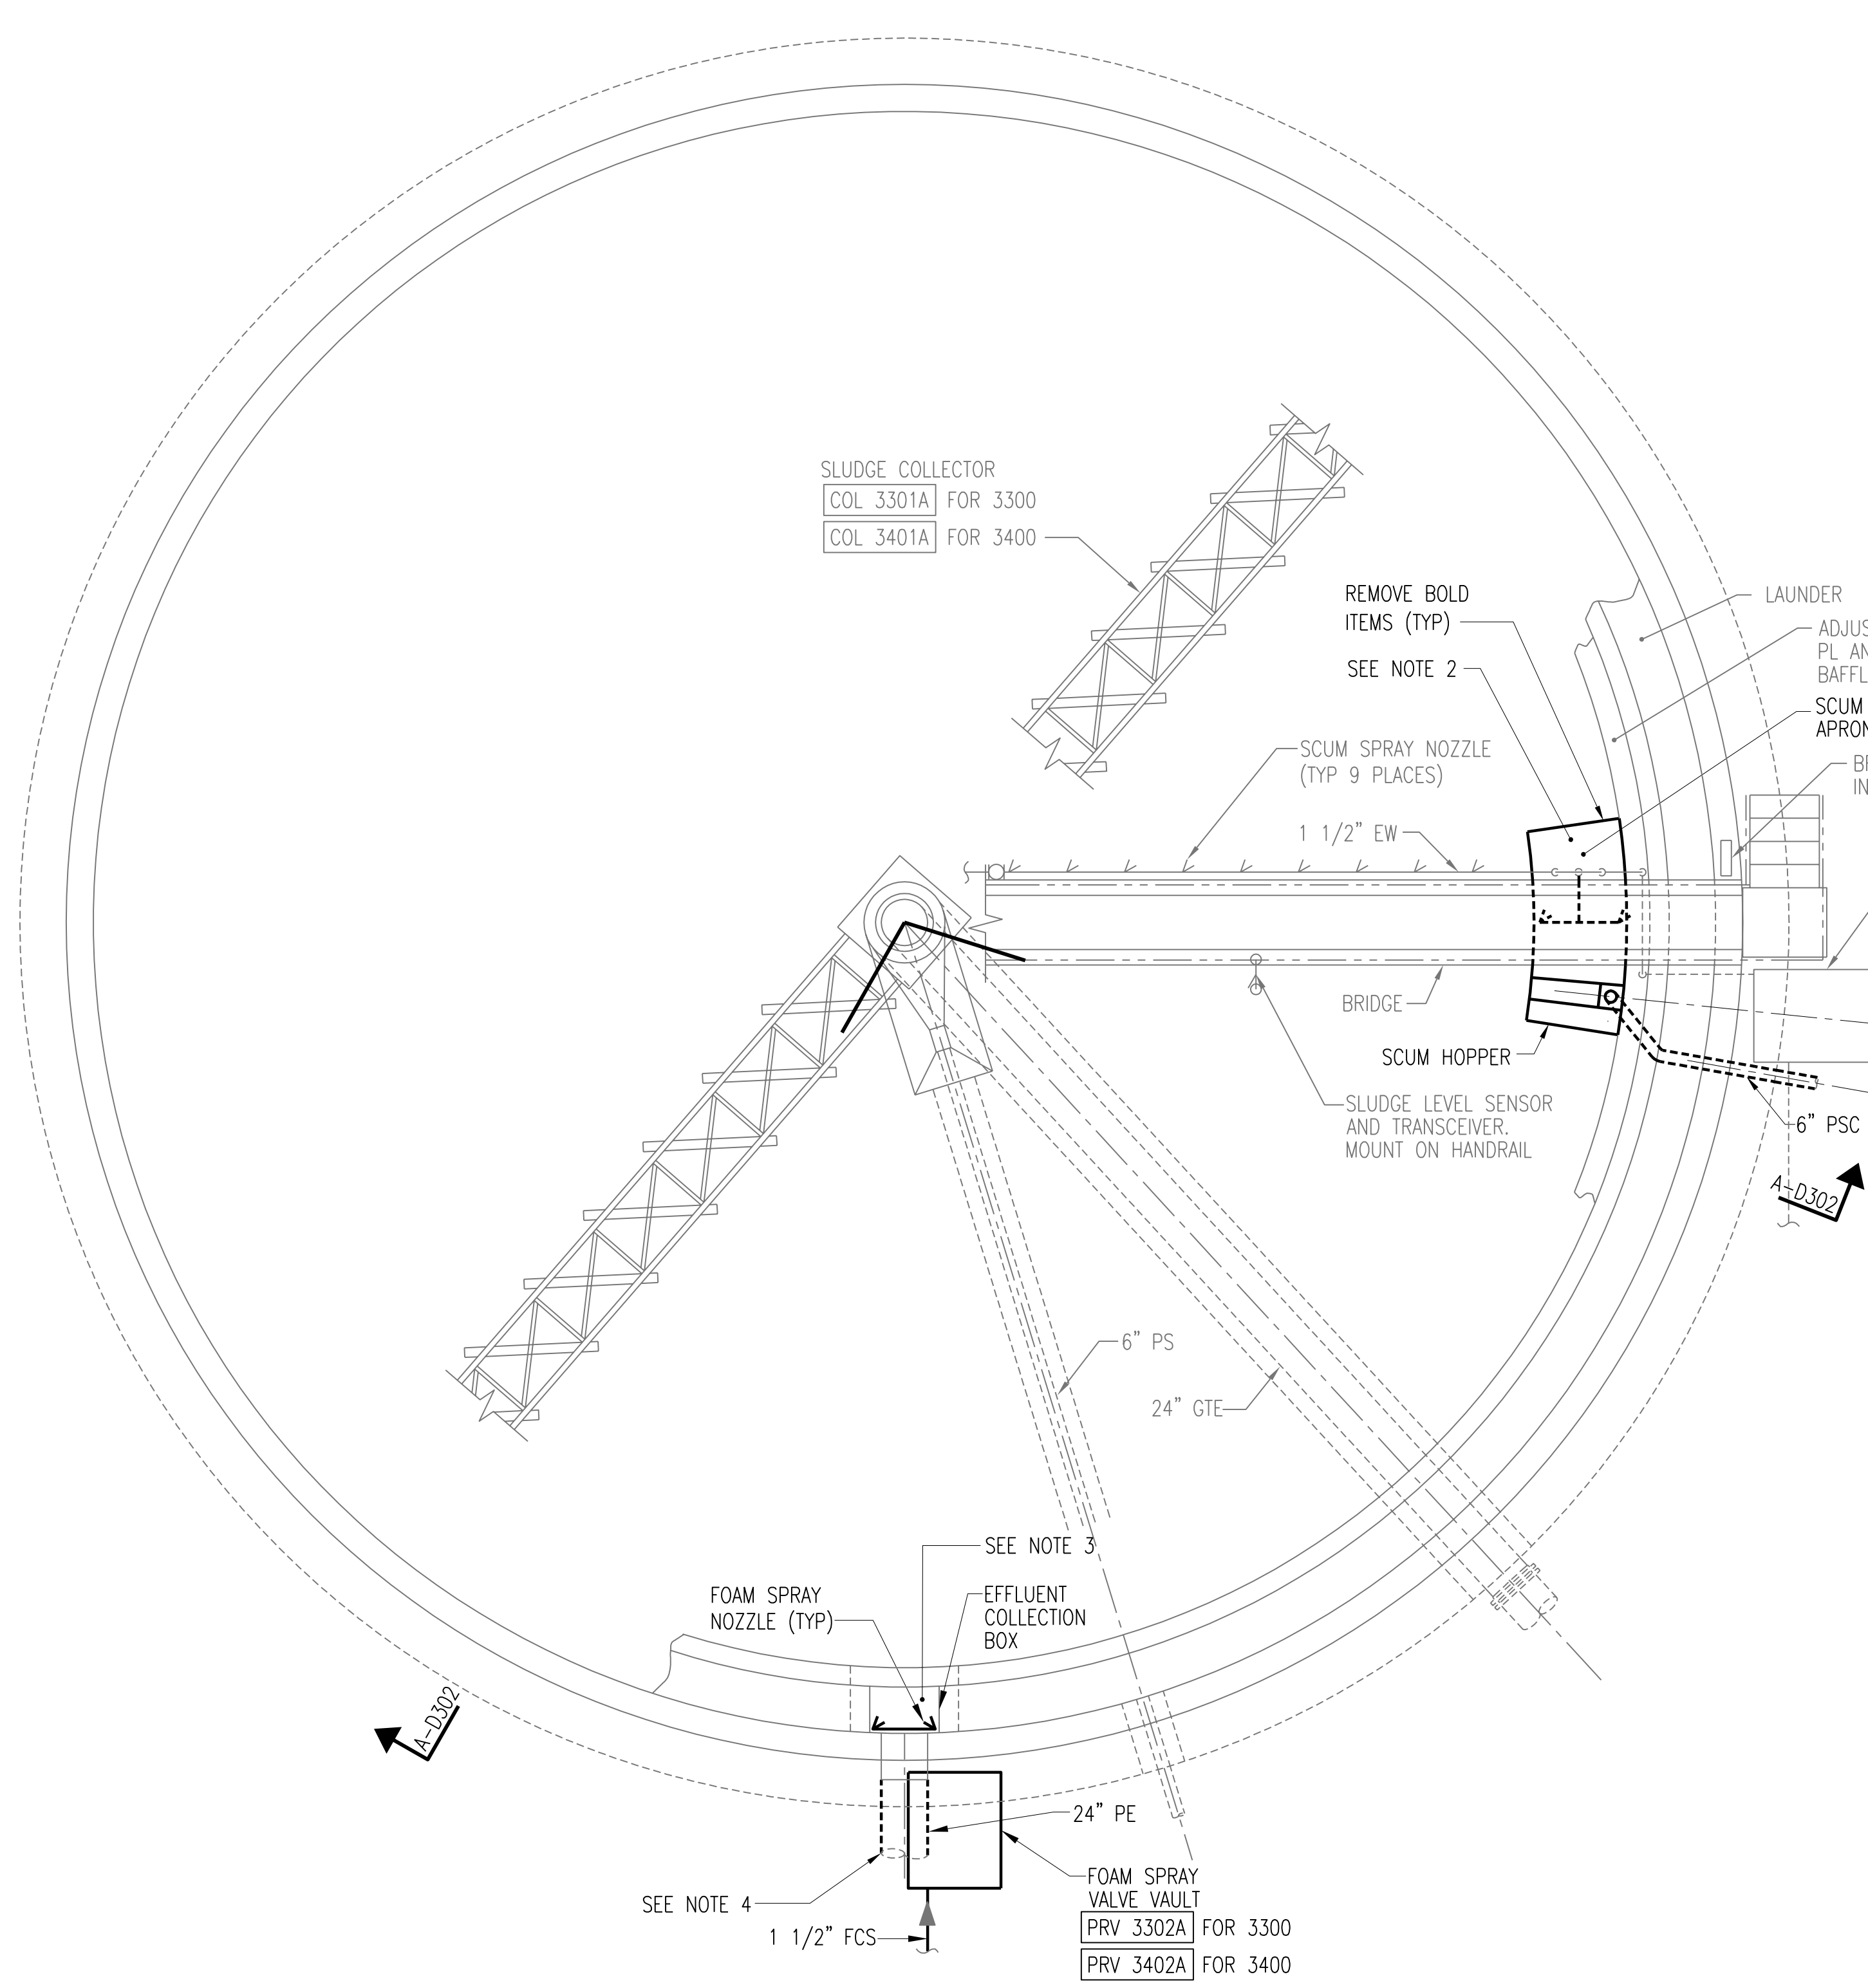 SLUDGE COLLECTOR
COL 3301A FOR 3300
COL 3401A FOR 3400
REMOVE BOLD
ITEMS (TYP)
SEE NOTE 2
LAUNDER
PL
SCUM
SCUM SPRAY NOZZLE
(TYP 9 PLACES)
1 1/2" EW
BRIDGE
SCUM HOPPER
SLUDGE LEVEL SENSOR
AND TRANSCEIVER.
MOUNT ON HANDRAIL
6" PSC
A-D302
6" PS
24" GTE
SEE NOTE 3
FOAM SPRAY
NOZZLE (TYP)
EFFLUENT
COLLECTION
BOX
A-D302
24" PE
SEE NOTE 4
1 1/2" FCS
FOAM SPRAY
VALVE VAULT
PRV 3302A FOR 3300
PRV 3402A FOR 3400